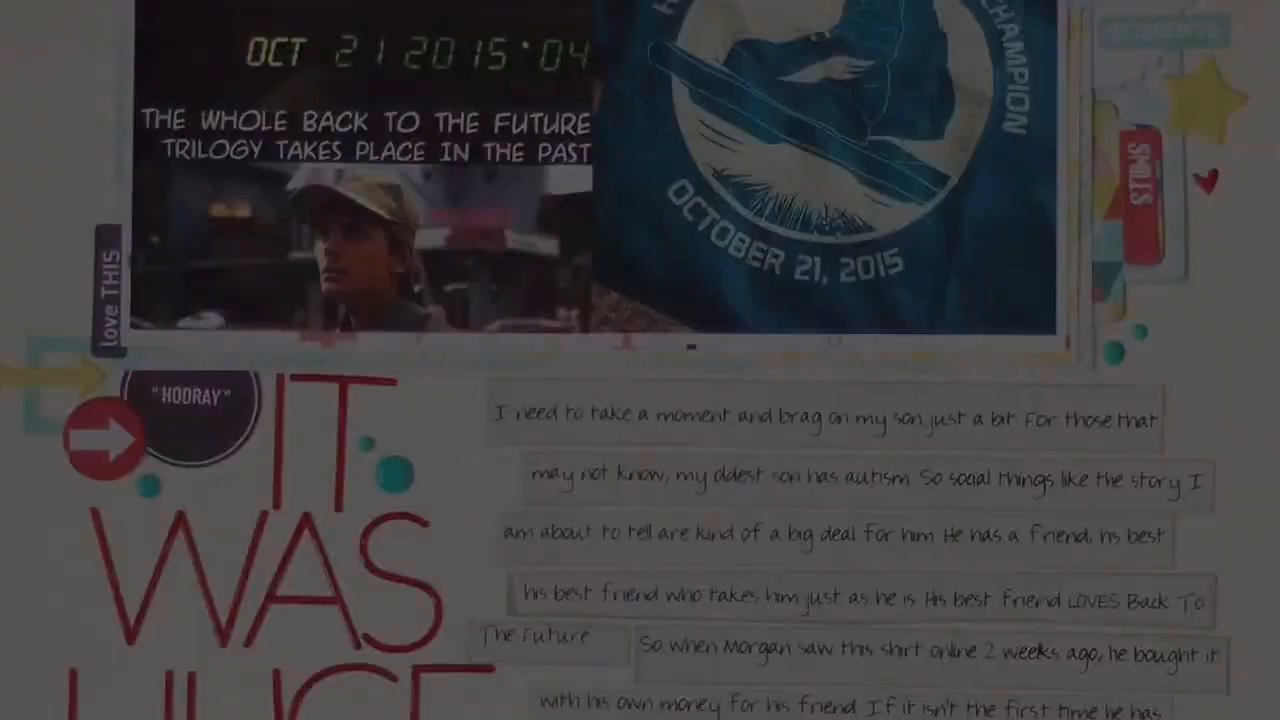 OCT 21 2015 04
THE WHOLE BACK TO THE FUTURE
TRILOGY TAKES PLACE IN THE PAST
CHAMPION
OCTOBER 21, 2015
SMILES
love THIS
"HOORAY"
IT
WAS
HUGE
I need to take a moment and brag on my son just a bit For those that
may not know, my oldest son has autism So social things like the story I
am about to tell are kind of a big deal for him He has a friend, his best
his best friend who takes him just as he is His best friend LOVES Back To
The Future
So when Morgan saw this shirt online 2 weeks ago, he bought it
with his own money for his friend If it isn't the first time he has